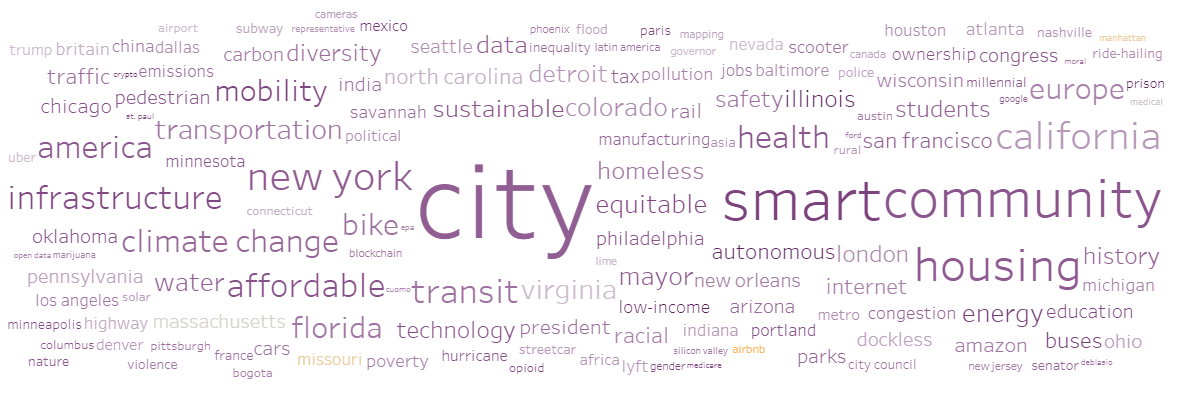 cameras
airport subway representative mexico phoenix flood paris mapping houston atlanta nashville manhattan
trump britain china dallas carbon diversity seattle data inequality latin america governor nevada scooter canada ownership congress moral ride-hailing
traffic crypto emissions india north carolina detroit tax pollution jobs baltimore police wisconsin millennial europe prison
chicago pedestrian mobility savannah sustainable colorado rail safety illinois students google medical
st. paul transportation political manufacturing asia health austin ford rural san francisco california
uber america minnesota new york city homeless smart community
infrastructure connecticut bike epa equitable
oklahoma climate change blockchain philadelphia autonomous london housing history
open data marijuana lime
pennsylvania water affordable cuomo transit virginia mayor new orleans internet michigan
los angeles solar low-income arizona
minneapolis highway massachusetts florida technology president racial indiana portland metro congestion energy education
columbus denver pittsburgh france cars missouri poverty hurricane streetcar silicon valley airbnb parks dockless amazon buses ohio
nature violence bogota opioid africa lyft gender medicare city council new jersey senator deblasio